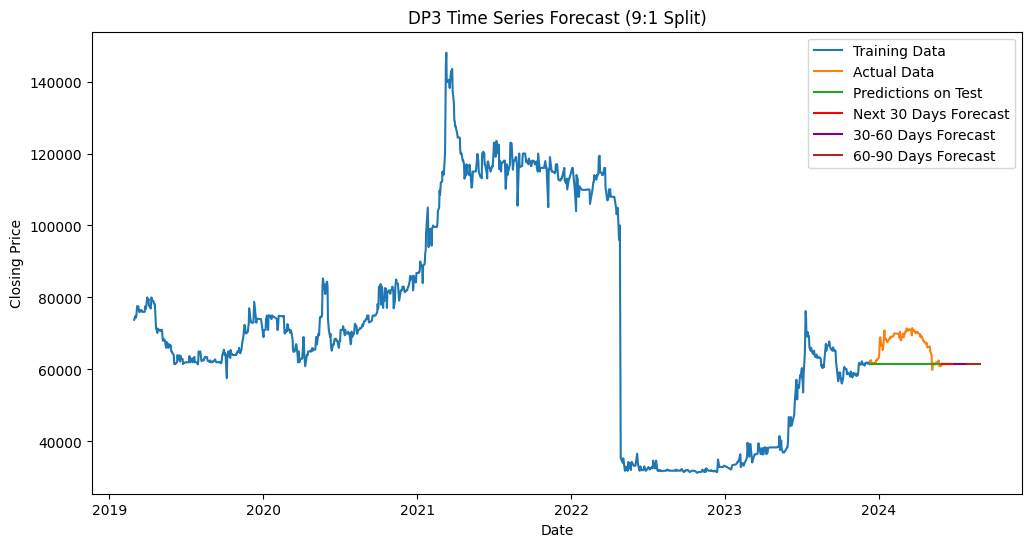 DP3 Time Series Forecast (9:1 Split)
Training Data
Actual Data
Predictions on Test
Next 30 Days Forecast
30-60 Days Forecast
60-90 Days Forecast
Closing Price
140000
120000
100000
80000
60000
40000
2019
2020
2021
2022
2023
2024
Date